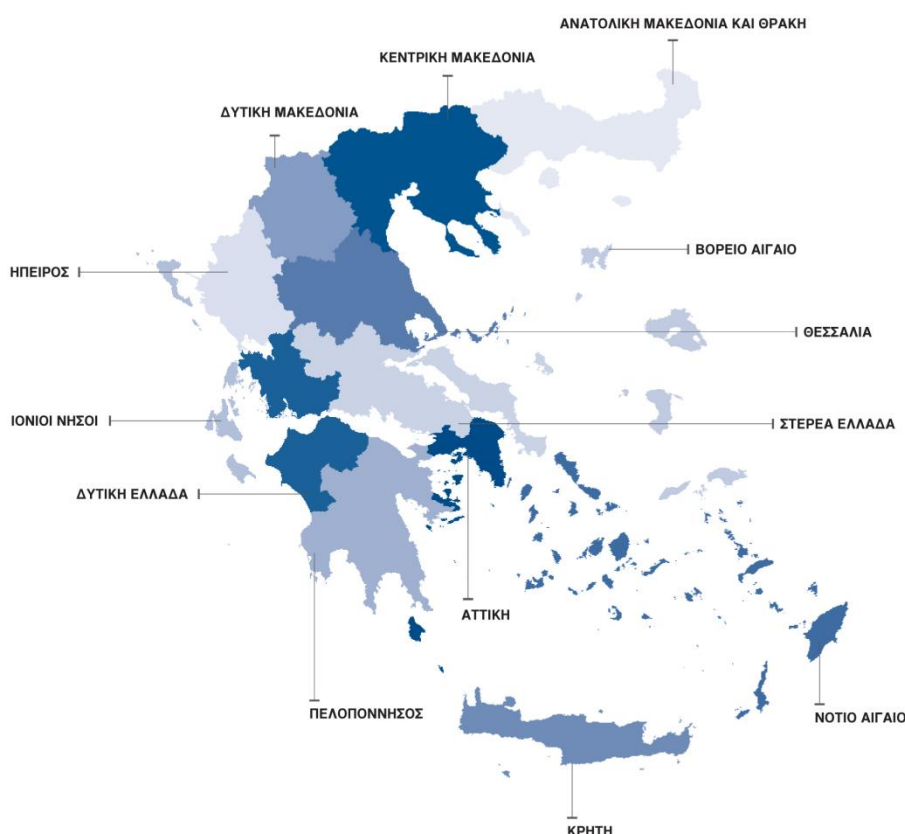 ΑΝΑΤΟΛΙΚΗ ΜΑΚΕΔΟΝΙΑ ΚΑΙ ΘΡΑΚΗ
ΚΕΝΤΡΙΚΗ ΜΑΚΕΔΟΝΙΑ
ΔΥΤΙΚΗ ΜΑΚΕΔΟΝΙΑ
ΒΟΡΕΙΟ ΑΙΓΑΙΟ
ΗΠΕΙΡΟΣ
ΘΕΣΣΑΛΙΑ
ΙΟΝΙΟΙ ΝΗΣΟΙ
ΣΤΕΡΕΑ ΕΛΛΑΔΑ
ΔΥΤΙΚΗ ΕΛΛΑΔΑ
ΑΤΤΙΚΗ
ΠΕΛΟΠΟΝΝΗΣΟΣ
ΝΟΤΙΟ ΑΙΓΑΙΟ
ΚΡΗΤΗ